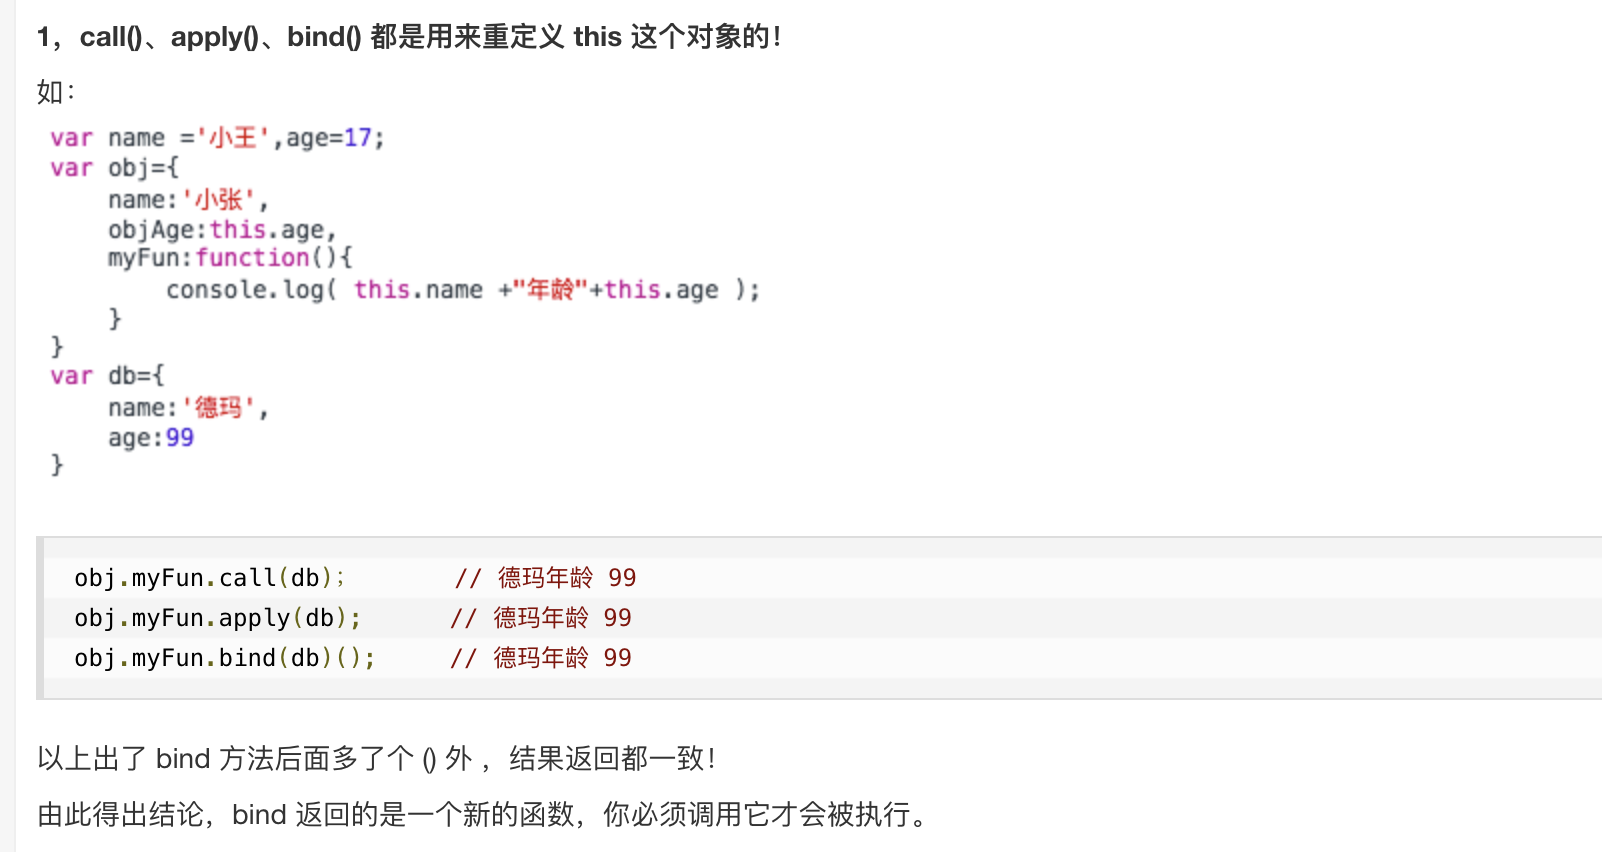 1，call()、apply()、bind() 都是用来重定义 this 这个对象的！
如：
var name ='小王',age=17;
var obj={
    name:'小张',
    objAge:this.age,
    myFun:function(){
        console.log( this.name +"年龄"+this.age );
    }
}
var db={
    name:'德玛',
    age:99
}
obj.myFun.call(db)；       // 德玛年龄 99
obj.myFun.apply(db);      // 德玛年龄 99
obj.myFun.bind(db)();     // 德玛年龄 99
以上出了 bind 方法后面多了个 () 外 ，结果返回都一致！
由此得出结论，bind 返回的是一个新的函数，你必须调用它才会被执行。